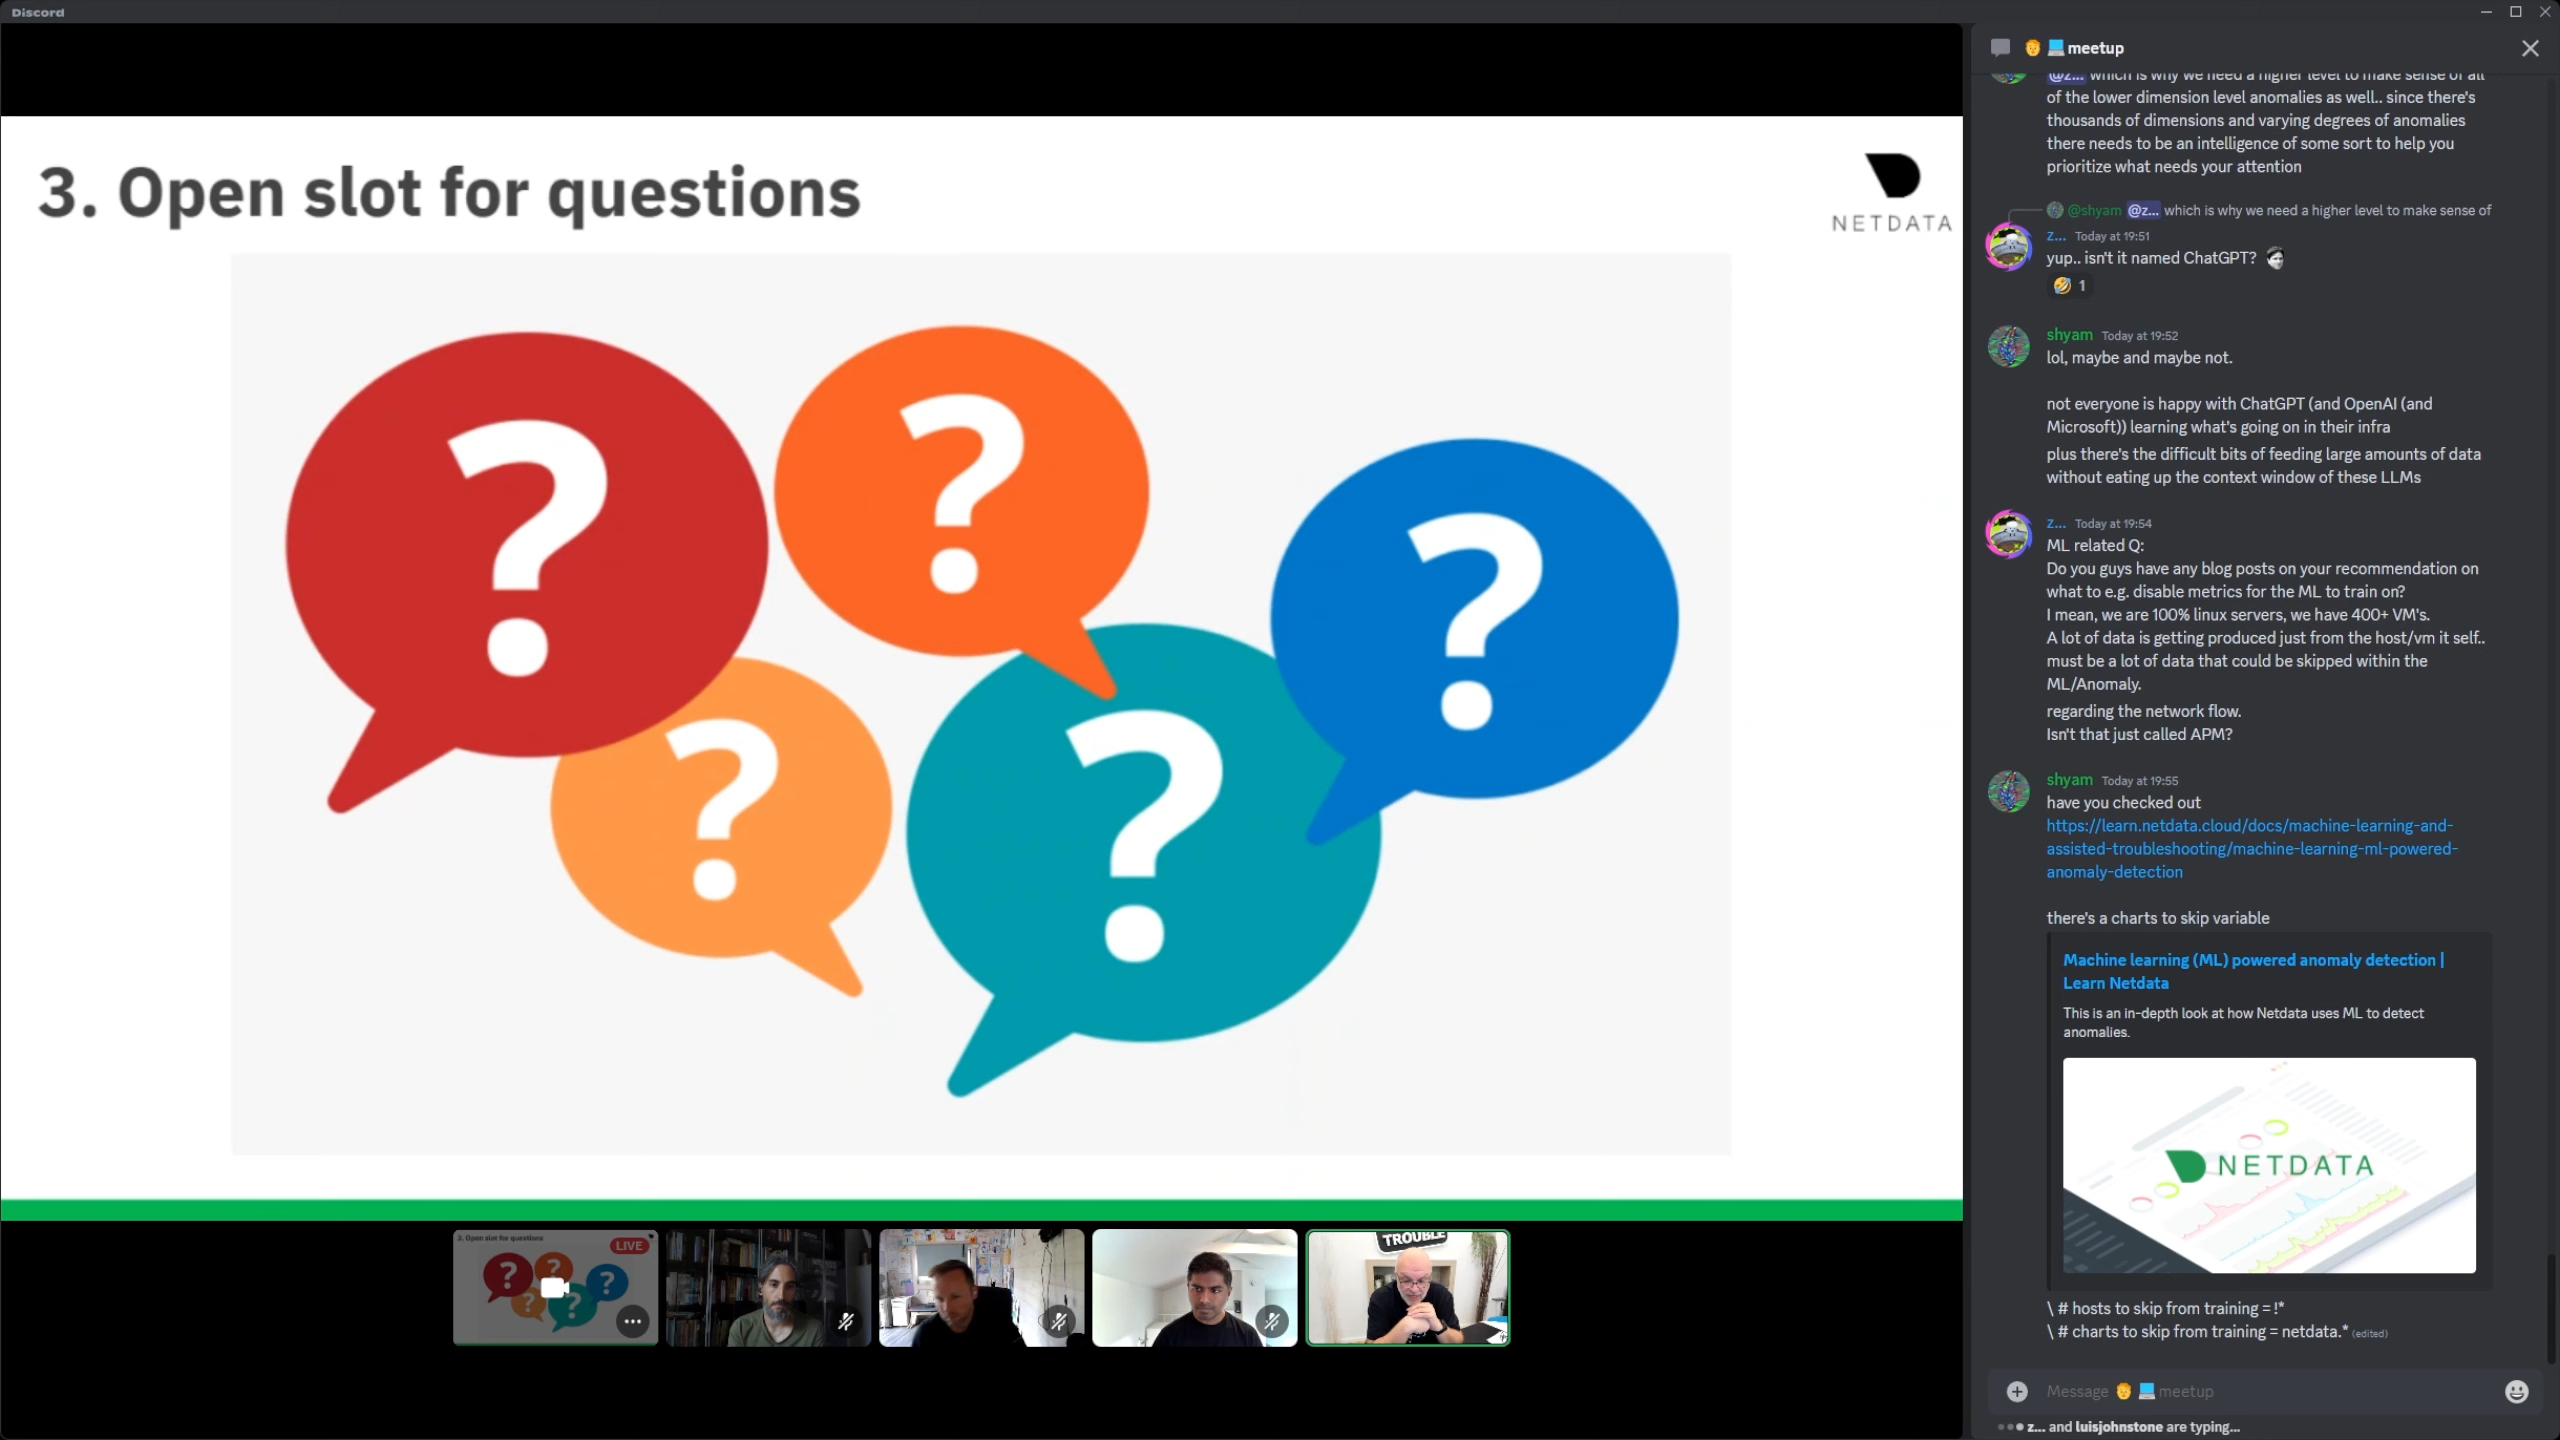 Discord
3. Open slot for questions
NETDATA
? ? ? ? ?
3. Open slot for questions
LIVE
TROUBLE
meetup
@z... which is why we need a higher level to make sense of all
of the lower dimension level anomalies as well.. since there's
thousands of dimensions and varying degrees of anomalies
there needs to be an intelligence of some sort to help you
prioritize what needs your attention
@shyam @z... which is why we need a higher level to make sense of
z... Today at 19:51
yup.. isn't it named ChatGPT?
1
shyam Today at 19:52
lol, maybe and maybe not.
not everyone is happy with ChatGPT (and OpenAI (and
Microsoft)) learning what's going on in their infra
plus there's the difficult bits of feeding large amounts of data
without eating up the context window of these LLMs
z... Today at 19:54
ML related Q:
Do you guys have any blog posts on your recommendation on
what to e.g. disable metrics for the ML to train on?
I mean, we are 100% linux servers, we have 400+ VM's.
A lot of data is getting produced just from the host/vm it self..
must be a lot of data that could be skipped within the
ML/Anomaly.
regarding the network flow.
Isn't that just called APM?
shyam Today at 19:55
have you checked out
https://learn.netdata.cloud/docs/machine-learning-and-
assisted-troubleshooting/machine-learning-ml-powered-
anomaly-detection
there's a charts to skip variable
Machine learning (ML) powered anomaly detection |
Learn Netdata
This is an in-depth look at how Netdata uses ML to detect
anomalies.
NETDATA
\ # hosts to skip from training = !*
\ # charts to skip from training = netdata.* (edited)
Message meetup
z... and luisjohnstone are typing...